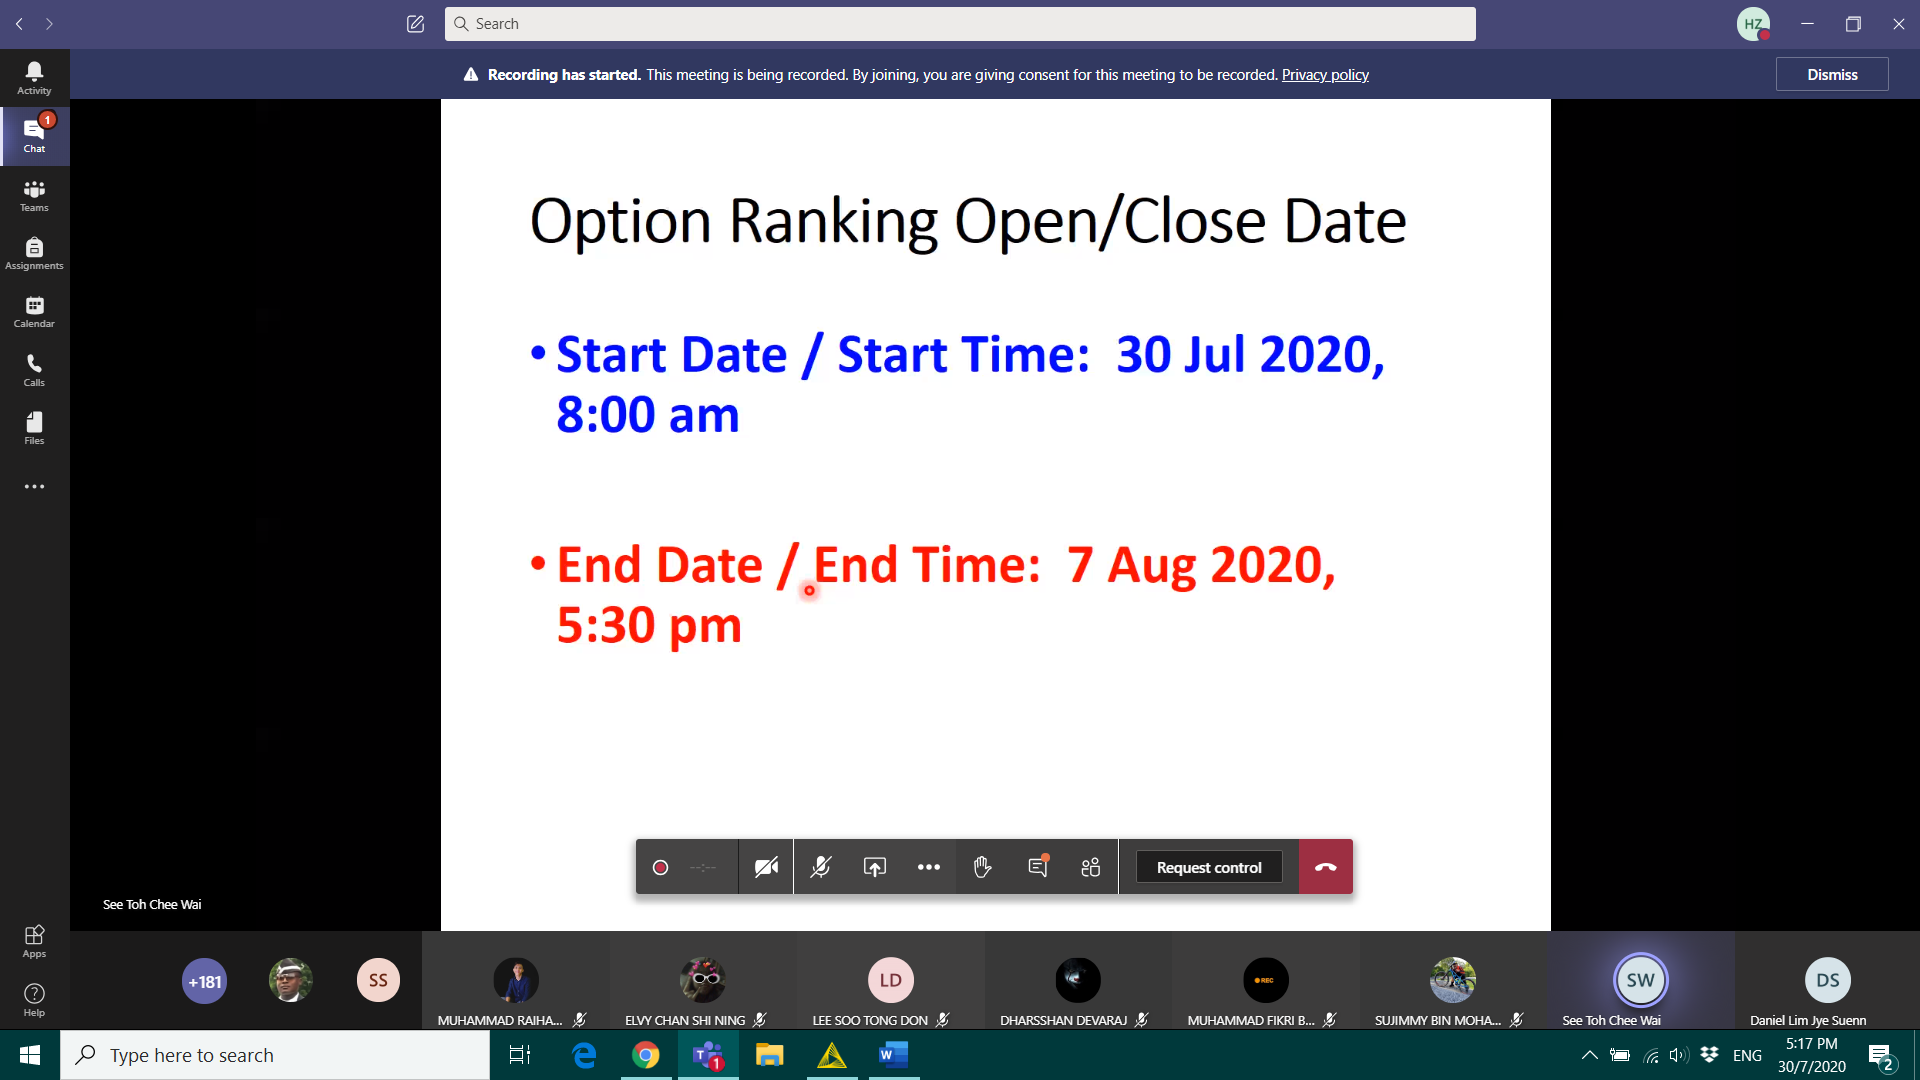 Search
HZ
Recording has started. This meeting is being recorded. By joining, you are giving consent for this meeting to be recorded. Privacy policy
Dismiss
Activity
1
Chat
Teams
Assignments
Calendar
Calls
Files
Apps
Help
Option Ranking Open/Close Date
• Start Date / Start Time: 30 Jul 2020,
8:00 am
• End Date / End Time: 7 Aug 2020,
5:30 pm
--:--
Request control
See Toh Chee Wai
+181
SS
LD
REC
SW
DS
MUHAMMAD RAIHA...
ELVY CHAN SHI NING
LEE SOO TONG DON
DHARSSHAN DEVARAJ
MUHAMMAD FIKRI B...
SUJIMMY BIN MOHA...
See Toh Chee Wai
Daniel Lim Jye Suenn
Type here to search
T
1
W
ENG
5:17 PM
30/7/2020
2